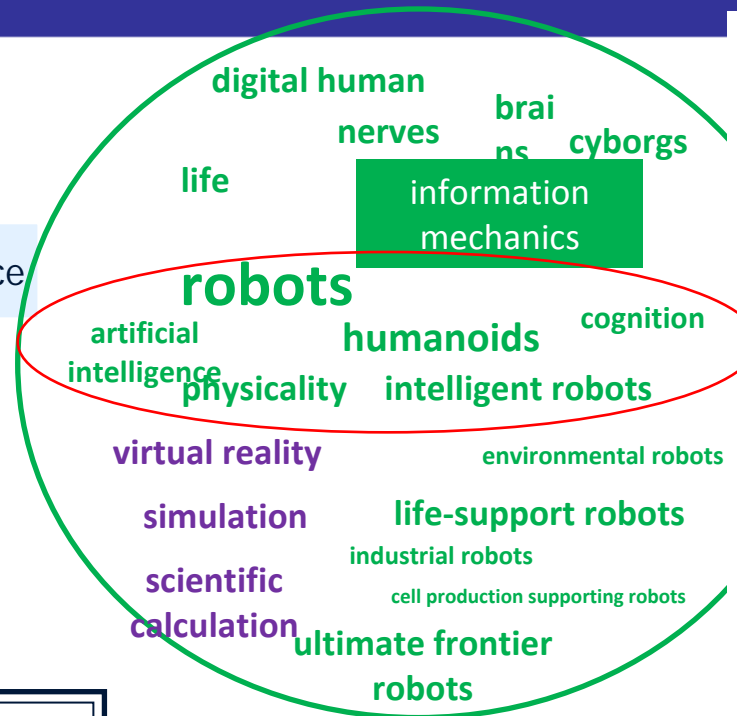 digital human
brai
ns
nerves
cyborgs
life
information
mechanics
ce
robots
artificial
intelligence
humanoids
cognition
physicality
intelligent robots
virtual reality
environmental robots
simulation
life-support robots
industrial robots
scientific
calculation
cell production supporting robots
ultimate frontier
robots